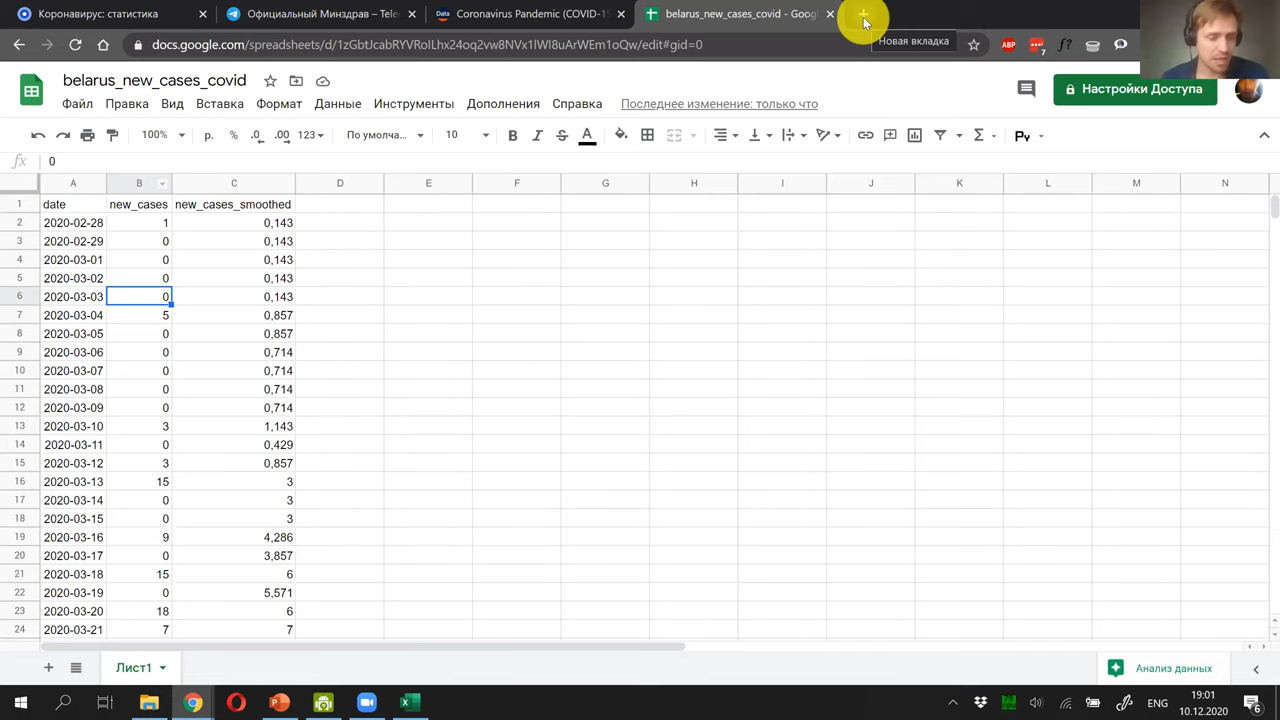 Коронавирус: статистика
Официальный Минздрав – Tele
Coronavirus Pandemic (COVID-19
belarus_new_cases_covid - Goog
docs.google.com/spreadsheets/d/1zGbtJcabRYVRoILhx24oq2vw8NVx1lWI8uArWEm1oQw/edit#gid=0
Новая вкладка
ABP
7
f?
belarus_new_cases_covid
Файл Правка Вид Вставка Формат Данные Инструменты Дополнения Справка Последнее изменение: только что
Настройки Доступа
100% р. % .0 .00 123 По умолча... 10 B I S A Σ Ру
fx 0
A B C D E F G H I J K L M N
1 date new_cases new_cases_smoothed
2 2020-02-28 1 0,143
3 2020-02-29 0 0,143
4 2020-03-01 0 0,143
5 2020-03-02 0 0,143
6 2020-03-03 0 0,143
7 2020-03-04 5 0,857
8 2020-03-05 0 0,857
9 2020-03-06 0 0,714
10 2020-03-07 0 0,714
11 2020-03-08 0 0,714
12 2020-03-09 0 0,714
13 2020-03-10 3 1,143
14 2020-03-11 0 0,429
15 2020-03-12 3 0,857
16 2020-03-13 15 3
17 2020-03-14 0 3
18 2020-03-15 0 3
19 2020-03-16 9 4,286
20 2020-03-17 0 3,857
21 2020-03-18 15 6
22 2020-03-19 0 5,571
23 2020-03-20 18 6
24 2020-03-21 7 7
Лист1
Анализ данных
ENG
19:01
10.12.2020
6